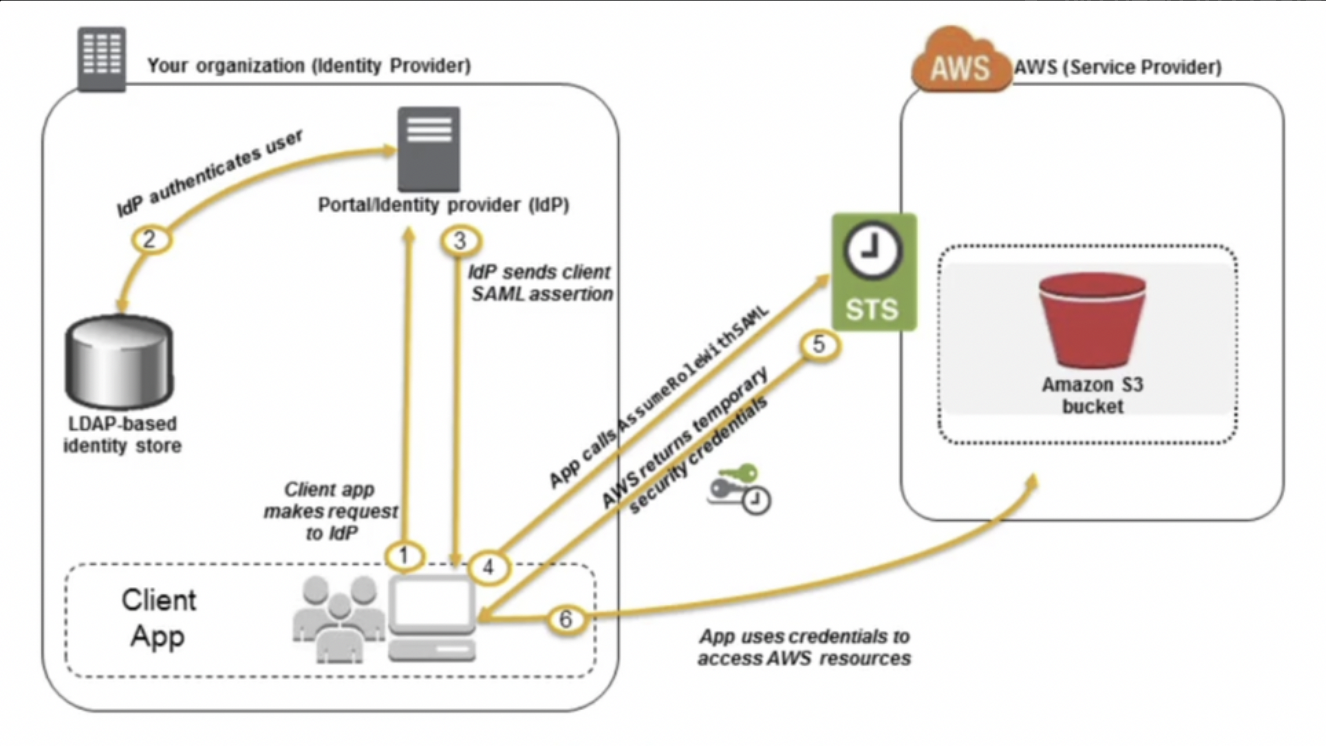 Your organization (Identity Provider)
AWS
AWS (Service Provider)
IdP authenticates user
2
Portal/Identity provider (IdP)
3
IdP sends client
SAML assertion
STS
LDAP-based
identity store
App calls AssumeRoleWithSAML
5
AWS returns temporary
security credentials
Amazon S3
bucket
Client app
makes request
to IdP
1
4
Client
App
6
App uses credentials to
access AWS resources